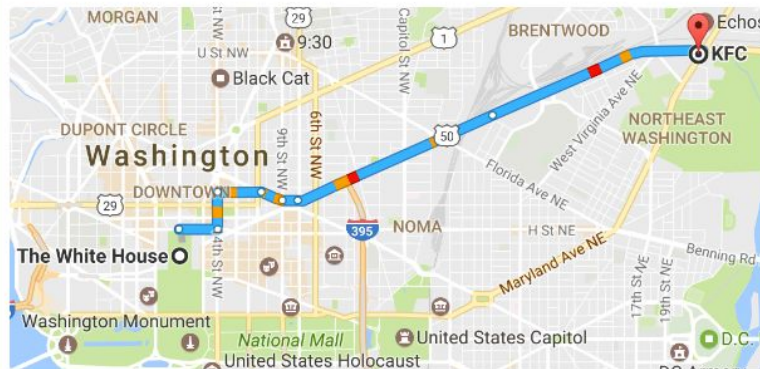 MORGAN
29
9:30
Capitol St NW
1
BRENTWOOD
Echos
U St NW
KFC
Black Cat
6th St NW
9th St NW
West Virginia Ave NE
DUPONT CIRCLE
50
NORTHEAST
WASHINGTON
Washington
Florida Ave NE
DOWNTOWN
29
395
NOMA
H St NE
14th St NW
The White House
Benning Rd
Maryland Ave NE
17th St NE
19th St NE
Washington Monument
National Mall
United States Capitol
D.C.
United States Holocaust